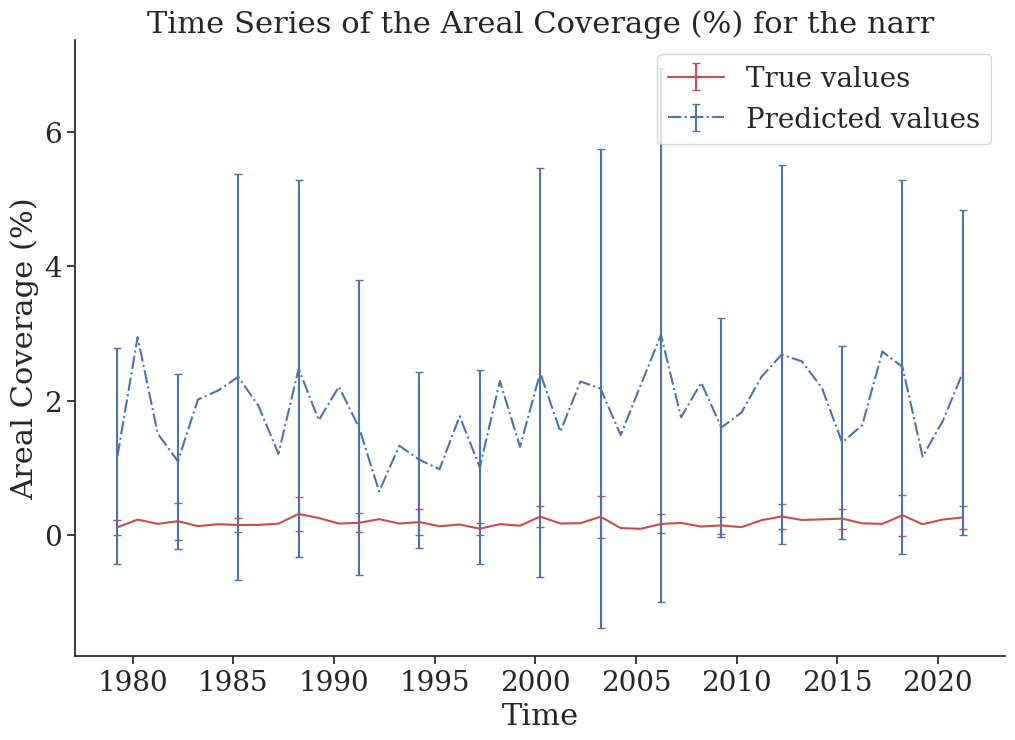 Time Series of the Areal Coverage (%) for the narr
True values
Predicted values
Areal Coverage (%)
6
4
2
0
1980 1985 1990 1995 2000 2005 2010 2015 2020
Time